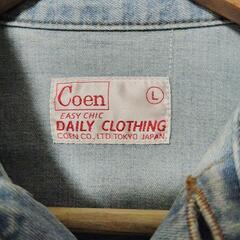 Coen
L
EASY CHIC
DAILY CLOTHING
COEN CO., LTD. TOKYO JAPAN.